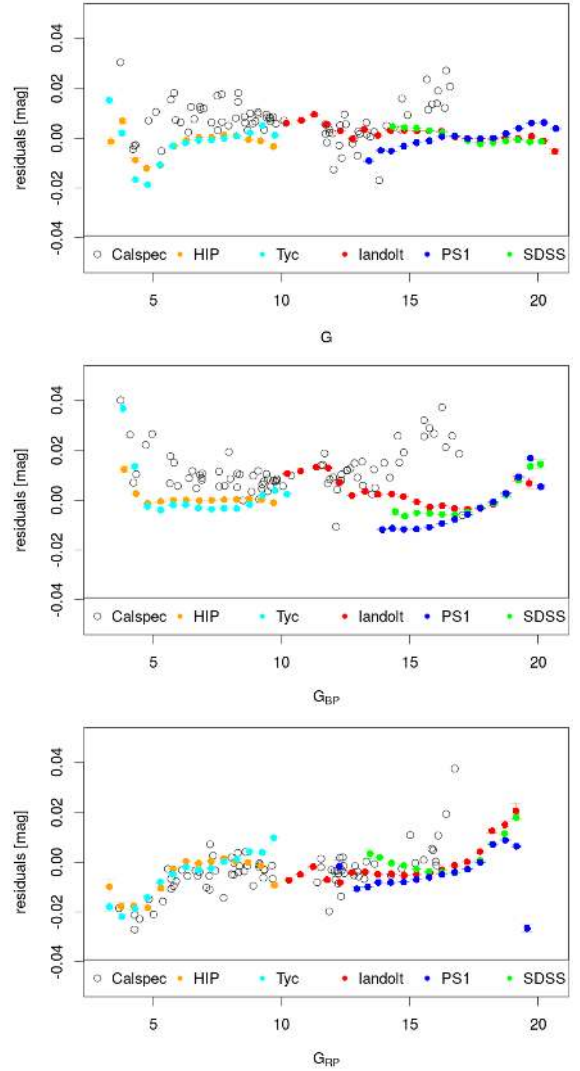 residuals [mag]
0.04
0.02
0.00
-0.02
-0.04
Calspec HIP Tyc landolt PS1 SDSS
5 10 15 20
G
residuals [mag]
0.04
0.02
0.00
-0.02
-0.04
Calspec HIP Tyc landolt PS1 SDSS
5 10 15 20
G_BP
residuals [mag]
0.04
0.02
0.00
-0.02
-0.04
Calspec HIP Tyc landolt PS1 SDSS
5 10 15 20
G_RP